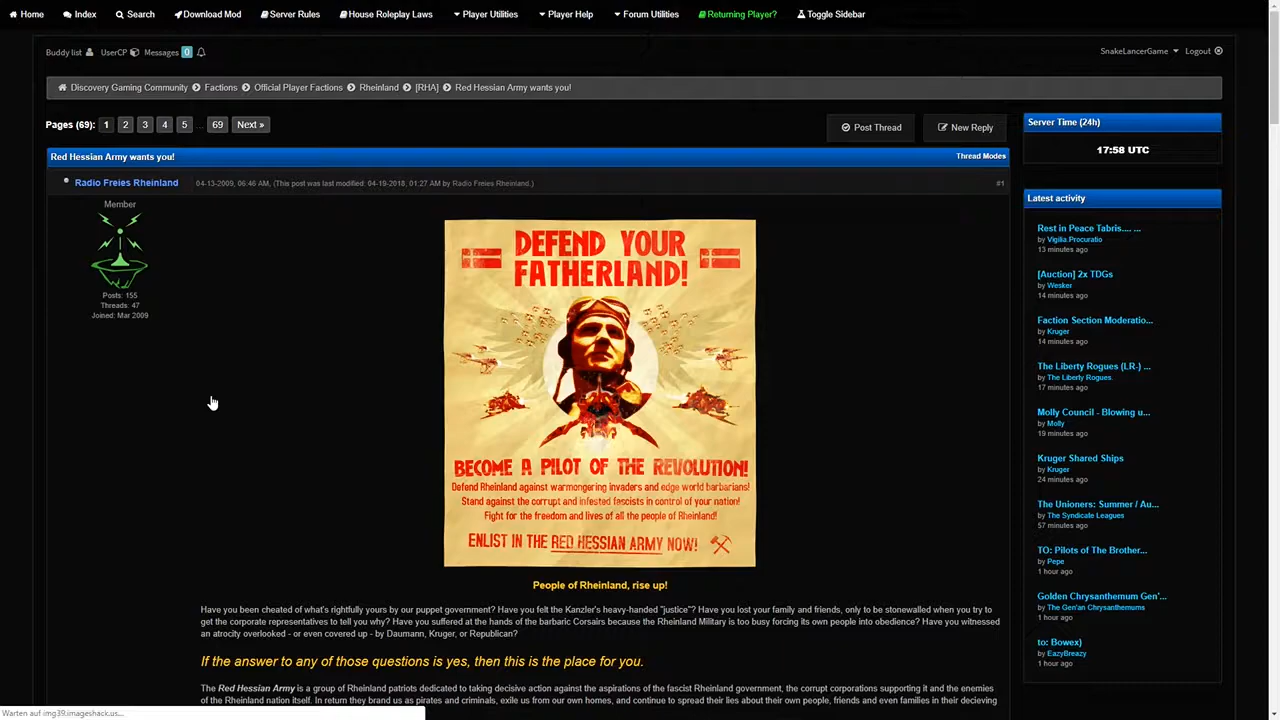 Home Index Search Download Mod Server Rules House Roleplay Laws Player Utilities Player Help Forum Utilities Returning Player? Toggle Sidebar
Buddy list UserCP Messages 0 SnakeLancerGame Logout
Discovery Gaming Community Factions Official Player Factions Rheinland [RHA] Red Hessian Army wants you!
Pages (69): 1 2 3 4 5 ... 69 Next »
Post Thread New Reply
Red Hessian Army wants you! Thread Modes
Radio Freies Rheinland 04-13-2009, 06:46 AM, (This post was last modified: 04-19-2018, 01:27 AM by Radio Freies Rheinland.) #1
Member
Posts: 155
Threads: 47
Joined: Mar 2009
DEFEND YOUR
FATHERLAND!
BECOME A PILOT OF THE REVOLUTION!
Defend Rheinland against warmongering invaders and edge world barbarians!
Stand against the corrupt and infested fascists in control of your nation!
Fight for the freedom and lives of all the people of Rheinland!
ENLIST IN THE RED HESSIAN ARMY NOW!
People of Rheinland, rise up!
Have you been cheated of what's rightfully yours by our puppet government? Have you felt the Kanzler's heavy-handed "justice"? Have you lost your family and friends, only to be stonewalled when you try to
get the corporate representatives to tell you why? Have you suffered at the hands of the barbaric Corsairs because the Rheinland Military is too busy forcing its own people into obedience? Have you witnessed
an atrocity overlooked - or even covered up - by Daumann, Kruger, or Republican?
If the answer to any of those questions is yes, then this is the place for you.
The Red Hessian Army is a group of Rheinland patriots dedicated to taking decisive action against the aspirations of the fascist Rheinland government, the corrupt corporations supporting it and the enemies
of the Rheinland nation itself. In return they brand us as pirates and criminals, exile us from our own homes, and continue to spread their lies about their own people, friends and even families in their decieving
Server Time (24h)
17:58 UTC
Latest activity
Rest in Peace Tabris.... ...
by Vigilia.Procuratio
13 minutes ago
[Auction] 2x TDGs
by Wesker
14 minutes ago
Faction Section Moderatio...
by Kruger
14 minutes ago
The Liberty Rogues (LR-) ...
by The Liberty Rogues.
17 minutes ago
Molly Council - Blowing u...
by Molly
19 minutes ago
Kruger Shared Ships
by Kruger
24 minutes ago
The Unioners: Summer / Au...
by The Syndicate Leagues
57 minutes ago
TO: Pilots of The Brother...
by Pepe
1 hour ago
Golden Chrysanthemum Gen'...
by The Gen'an Chrysanthemums
1 hour ago
to: Bowex)
by EazyBreazy
1 hour ago
Warten auf img39.imageshack.us...